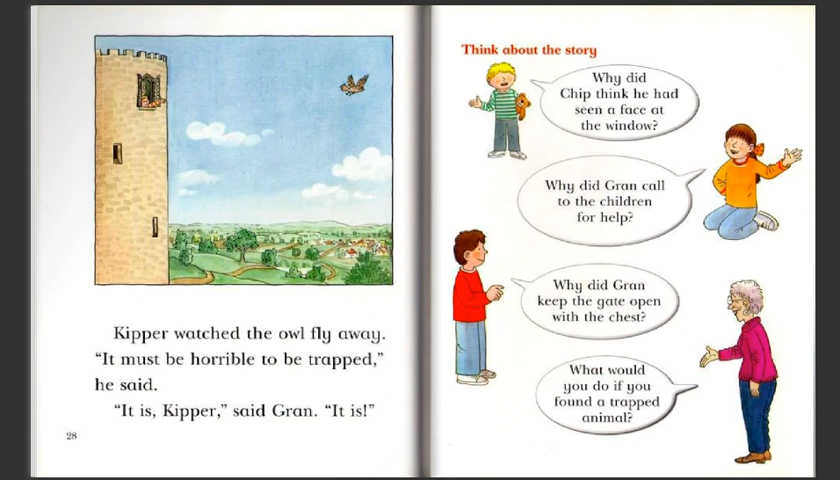 Kipper watched the owl fly away.
“It must be horrible to be trapped,”
he said.
“It is, Kipper,” said Gran. “It is!”
28
Think about the story
Why did
Chip think he had
seen a face at
the window?
Why did Gran call
to the children
for help?
Why did Gran
keep the gate open
with the chest?
What would
you do if you
found a trapped
animal?